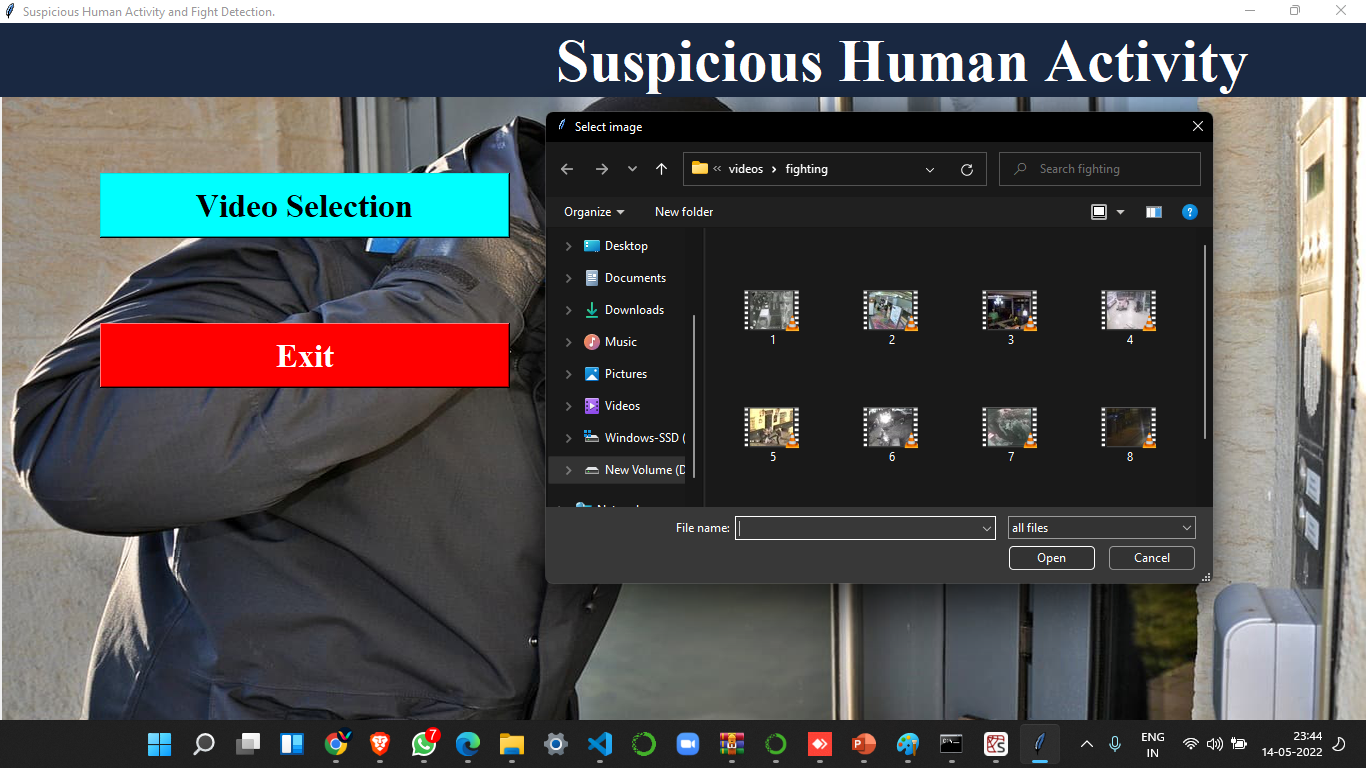 Suspicious Human Activity and Fight Detection.
Suspicious Human Activity
Video Selection
Exit
Select image
« videos › fighting
Search fighting
Organize
New folder
Desktop
Documents
Downloads
Music
Pictures
Videos
Windows-SSD (
New Volume (D
1 2 3 4
5 6 7 8
File name:
all files
Open
Cancel
7
ENG
IN
23:44
14-05-2022